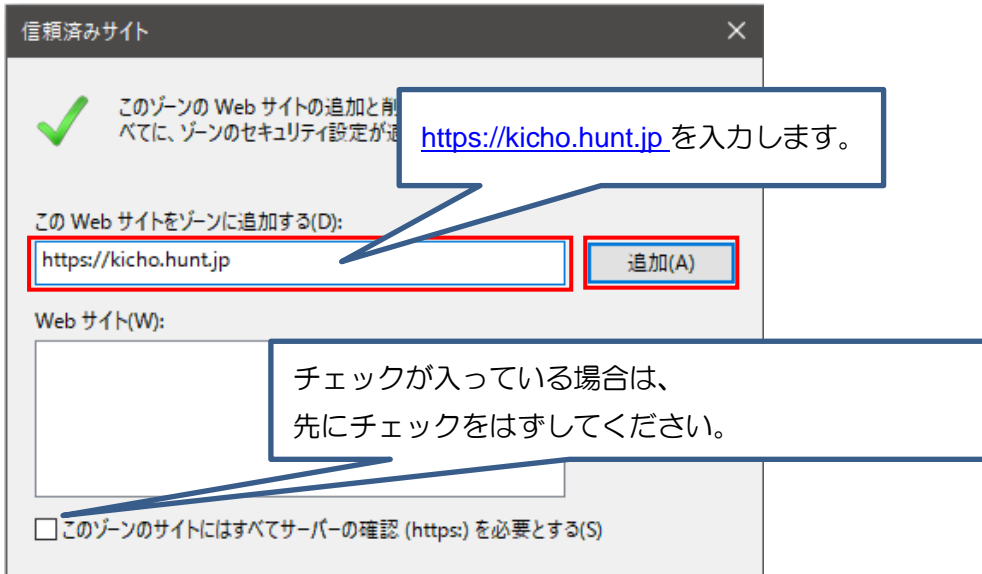 信頼済みサイト
このゾーンの Web サイトの追加と削
べてに、ゾーンのセキュリティ設定が適
https://kicho.hunt.jp を入力します。
この Web サイトをゾーンに追加する(D):
https://kicho.hunt.jp
追加(A)
Web サイト(W):
チェックが入っている場合は、
先にチェックをはずしてください。
このゾーンのサイトにはすべてサーバーの確認 (https:) を必要とする(S)